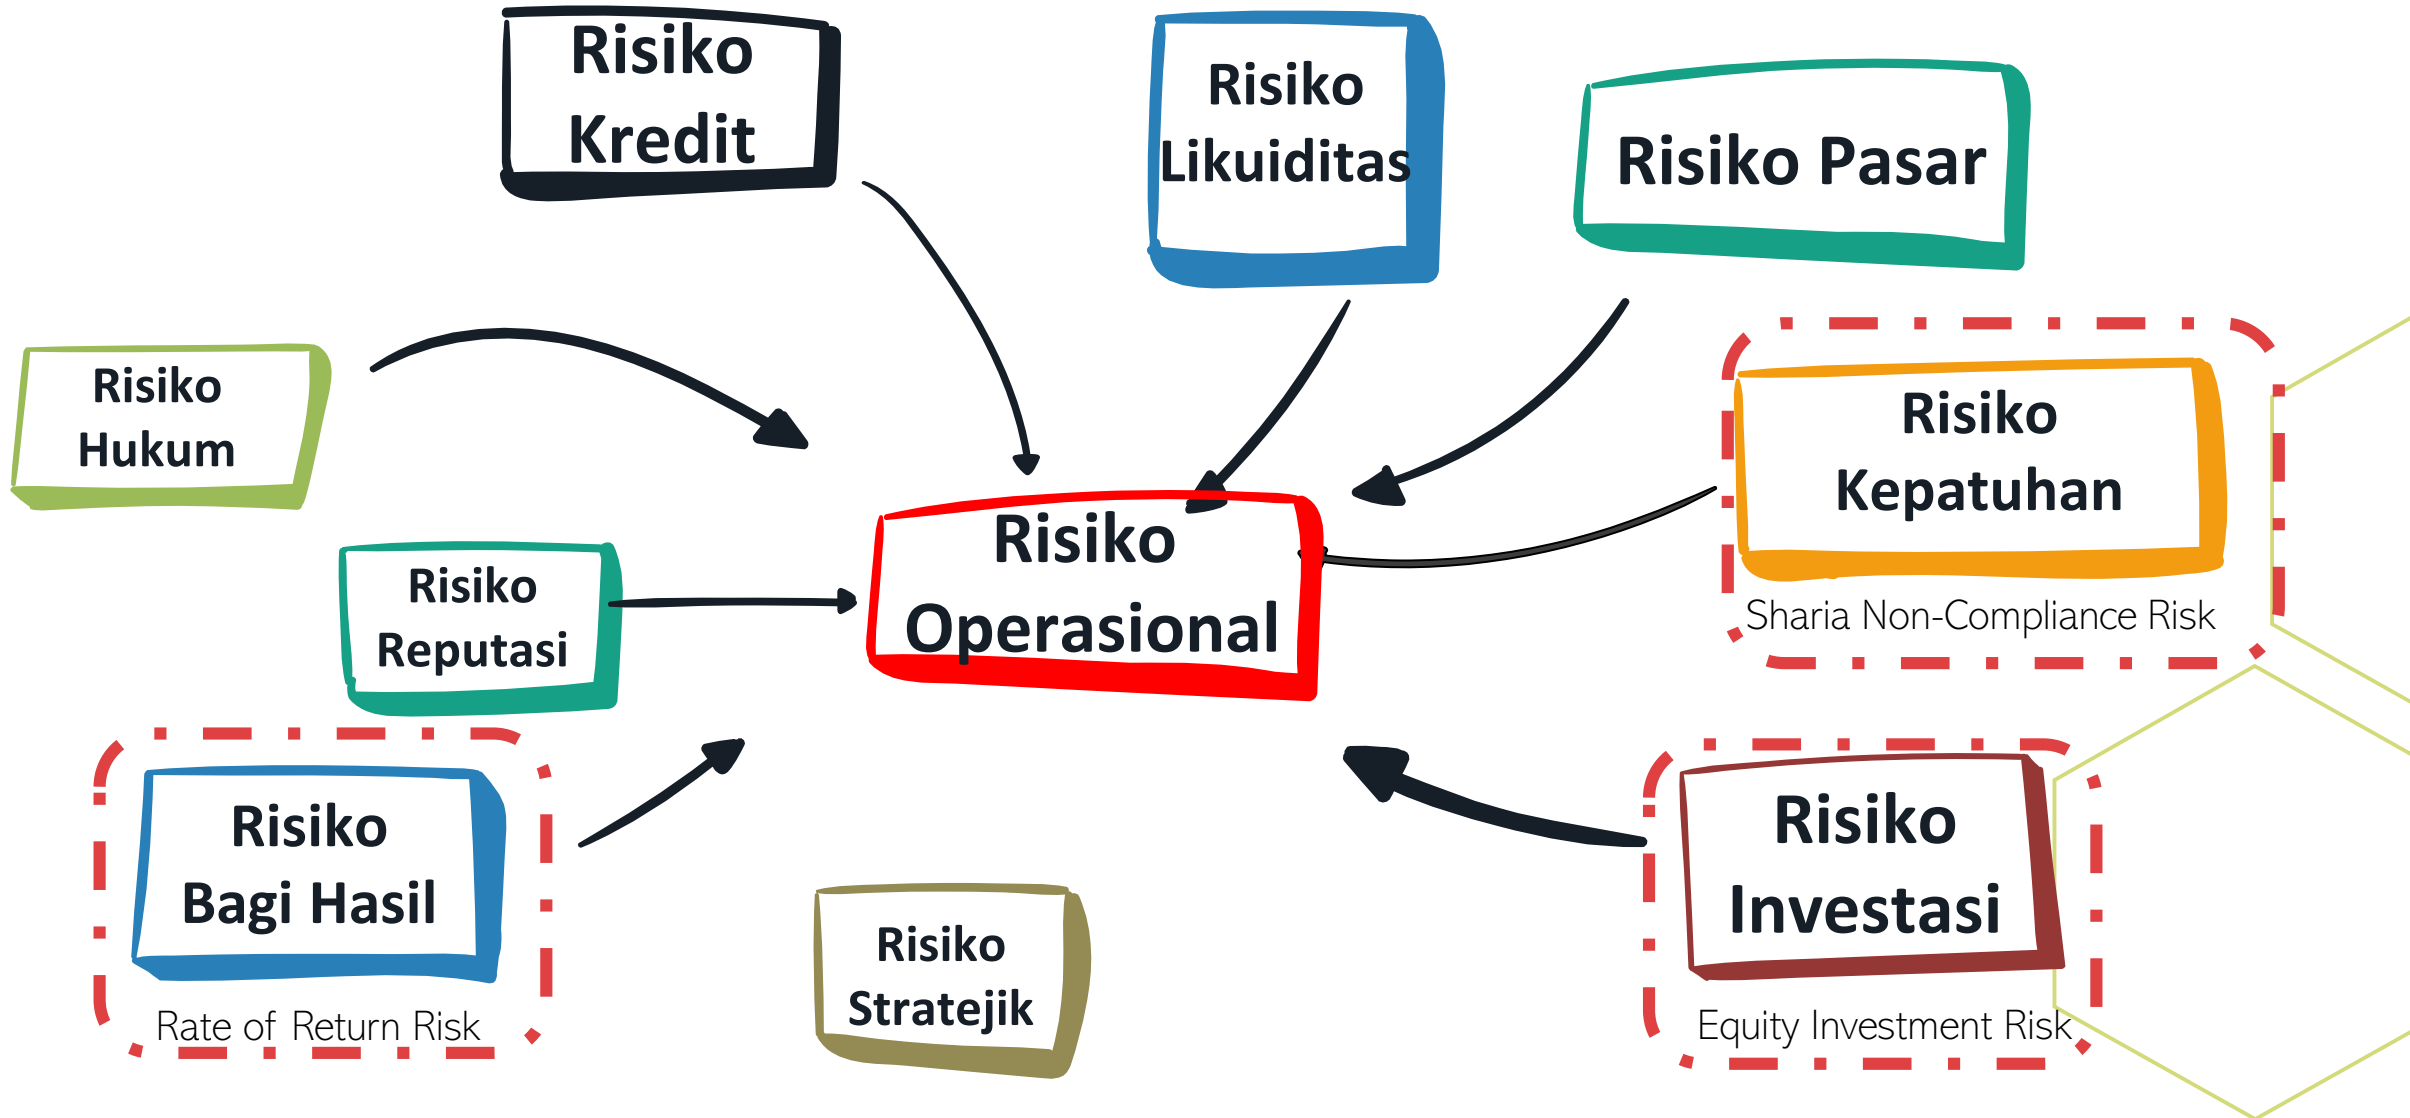 Risiko
Kredit
Risiko
Likuiditas
Risiko Pasar
Risiko
Hukum
Risiko
Kepatuhan
Sharia Non-Compliance Risk
Risiko
Operasional
Risiko
Reputasi
Risiko
Bagi Hasil
Rate of Return Risk
Risiko
Stratejik
Risiko
Investasi
Equity Investment Risk